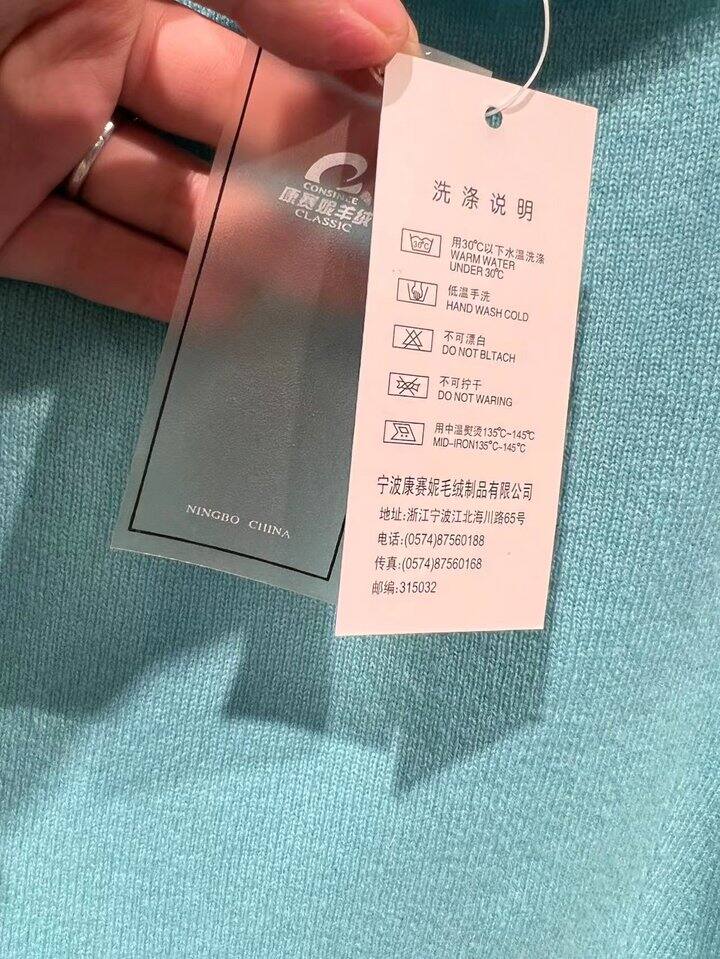 CONSINEE
康赛妮羊绒
CLASSIC
NINGBO CHINA
洗涤说明
30℃
用30℃以下水温洗涤
WARM WATER
UNDER 30℃
低温手洗
HAND WASH COLD
不可漂白
DO NOT BLTACH
不可拧干
DO NOT WARING
用中温熨烫135℃-145℃
MID-IRON135℃-145℃
宁波康赛妮毛绒制品有限公司
地址:浙江宁波江北海川路65号
电话:(0574)87560188
传真:(0574)87560168
邮编:315032